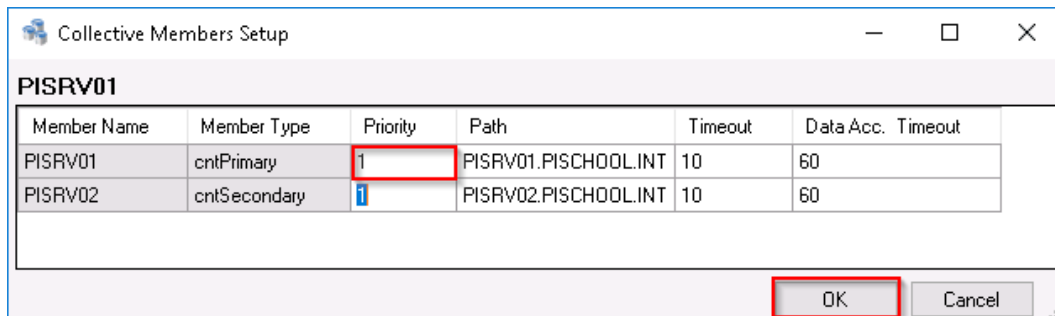 Collective Members Setup
PISRV01
Member Name Member Type Priority Path Timeout Data Acc. Timeout
PISRV01 cntPrimary 1 PISRV01.PISCHOOL.INT 10 60
PISRV02 cntSecondary 1 PISRV02.PISCHOOL.INT 10 60
OK Cancel